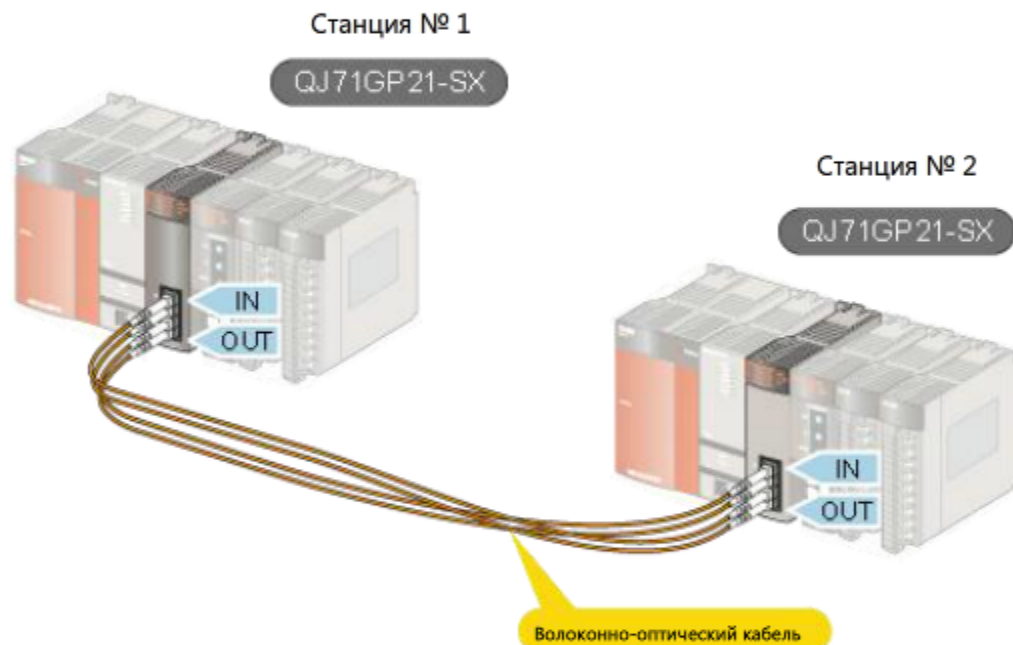 Станция № 1
QJ71GP21-SX
Станция № 2
QJ71GP21-SX
IN
OUT
IN
OUT
Волоконно-оптический кабель